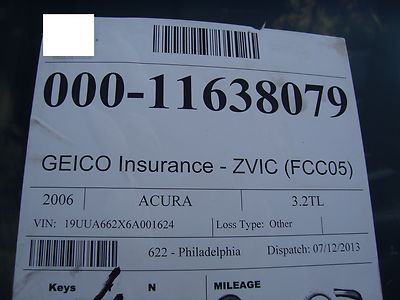 000-11638079
GEICO Insurance - ZVIC (FCC05)
2006 ACURA 3.2TL
VIN: 19UUA662X6A001624 Loss Type: Other
622 - Philadelphia Dispatch: 07/12/2013
Keys N MILEAGE